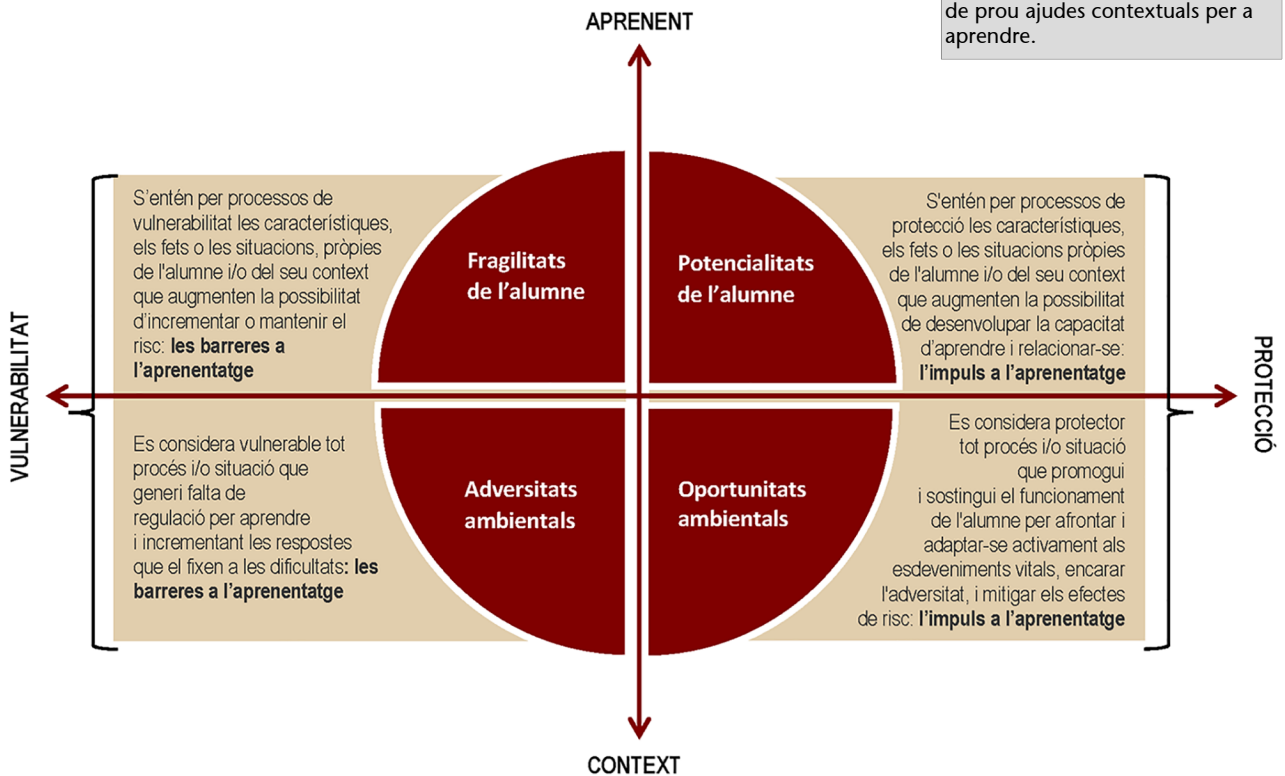 de prou ajudes contextuals per a
aprendre.
APRENENT
S’entén per processos de
vulnerabilitat les característiques,
els fets o les situacions, pròpies
de l'alumne i/o del seu context
que augmenten la possibilitat
d’incrementar o mantenir el
risc: les barreres a
l’aprenentatge
Fragilitats
de l’alumne
Potencialitats
de l’alumne
S'entén per processos de
protecció les característiques,
els fets o les situacions pròpies
de l'alumne i/o del seu context
que augmenten la possibilitat
de desenvolupar la capacitat
d’aprendre i relacionar-se:
l’impuls a l’aprenentatge
VULNERABILITAT
PROTECCIÓ
Es considera vulnerable tot
procés i/o situació que
generi falta de
regulació per aprendre
i incrementant les respostes
que el fixen a les dificultats: les
barreres a l’aprenentatge
Adversitats
ambientals
Oportunitats
ambientals
Es considera protector
tot procés i/o situació
que promogui
i sostingui el funcionament
de l'alumne per afrontar i
adaptar-se activament als
esdeveniments vitals, encarar
l'adversitat, i mitigar els efectes
de risc: l’impuls a l’aprenentatge
CONTEXT